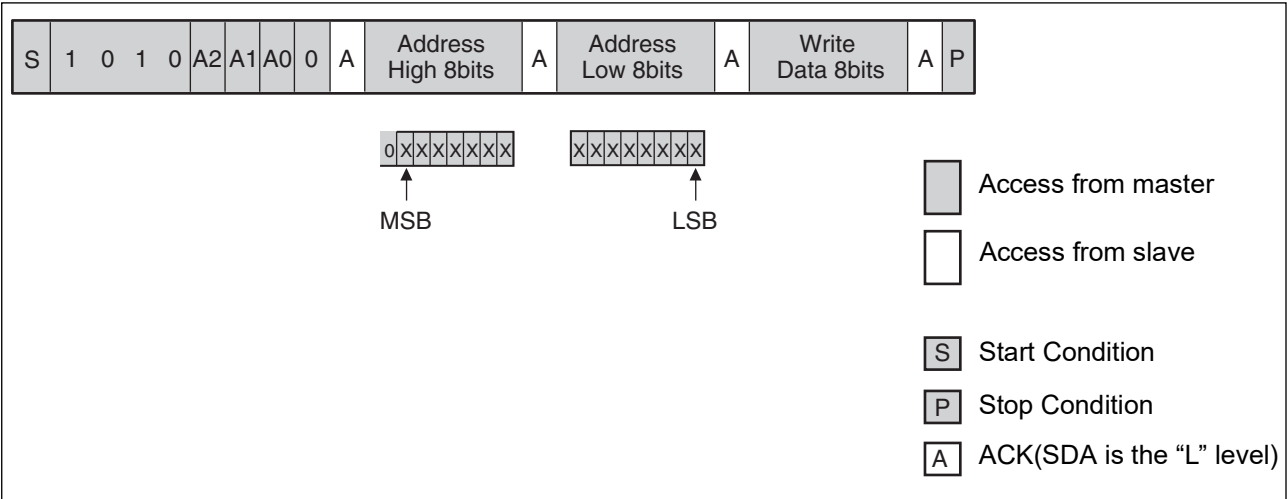 S 1 0 1 0 A2 A1 A0 0 A Address High 8bits A Address Low 8bits A Write Data 8bits A P
0 X X X X X X X X X X X X X X X
MSB LSB
Access from master
Access from slave
S Start Condition
P Stop Condition
A ACK(SDA is the “L” level)